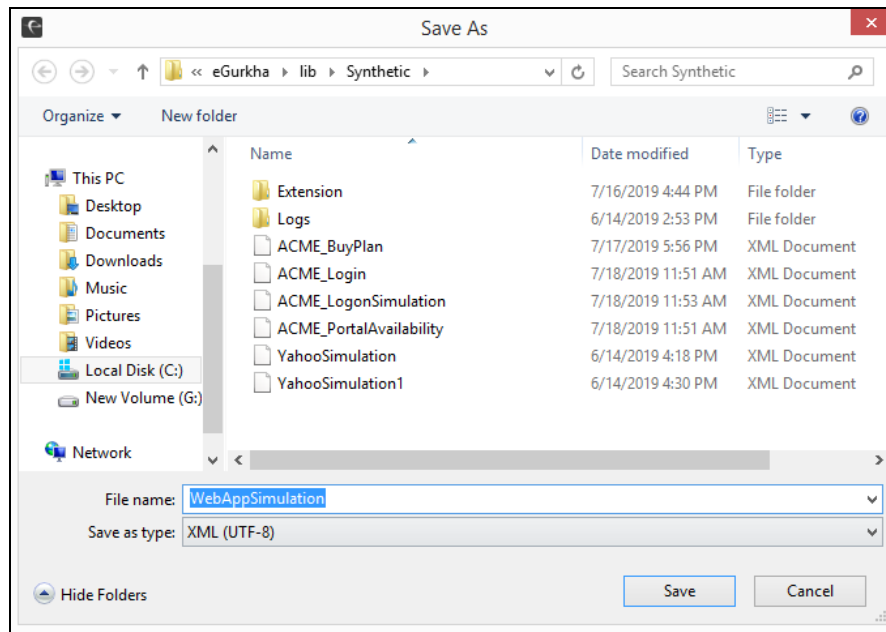 Save As
« eGurkha lib Synthetic Search Synthetic
Organize New folder
Name Date modified Type
This PC
Desktop
Documents
Downloads
Music
Pictures
Videos
Local Disk (C:)
New Volume (G:)
Network
Extension 7/16/2019 4:44 PM File folder
Logs 6/14/2019 2:53 PM File folder
ACME_BuyPlan 7/17/2019 5:56 PM XML Document
ACME_Login 7/18/2019 11:51 AM XML Document
ACME_LogonSimulation 7/18/2019 11:53 AM XML Document
ACME_PortalAvailability 7/18/2019 11:51 AM XML Document
YahooSimulation 6/14/2019 4:18 PM XML Document
YahooSimulation1 6/14/2019 4:30 PM XML Document
File name: WebAppSimulation
Save as type: XML (UTF-8)
Hide Folders Save Cancel